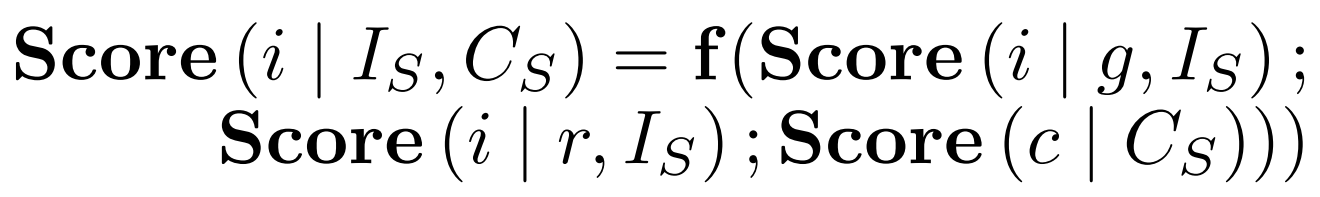 Score (i | I_S, C_S) = f(Score (i | g, I_S) ;
Score (i | r, I_S) ; Score (c | C_S)))